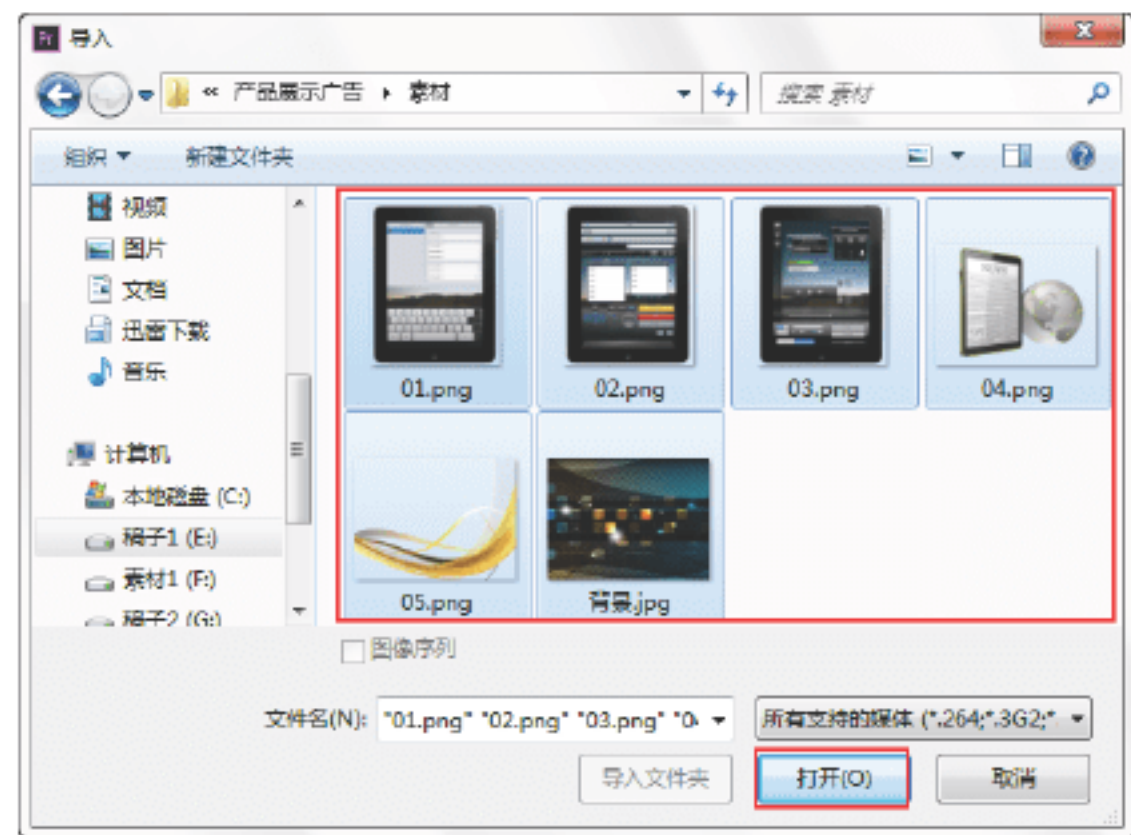 Pr 导入
« 产品展示广告 ▸ 素材
搜索 素材
组织 新建文件夹
视频
图片
文档
迅雷下载
音乐
计算机
本地磁盘 (C:)
稿子1 (E:)
素材1 (F:)
稿子2 (G:)
01.png 02.png 03.png 04.png
05.png 背景.jpg
图像序列
文件名(N): "01.png" "02.png" "03.png" "0
所有支持的媒体 (*.264;*.3G2;*.
导入文件夹 打开(O) 取消